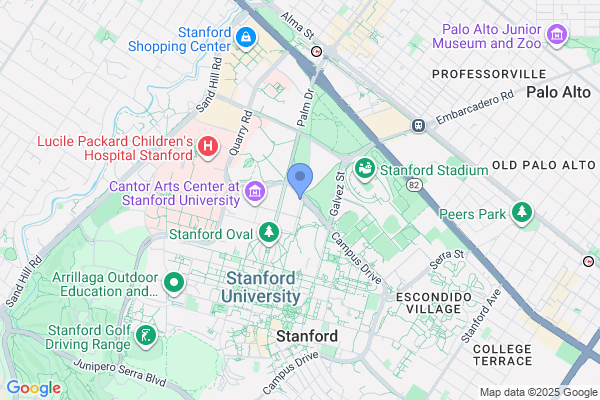 Alma St
Stanford
Shopping Center
Palo Alto Junior
Museum and Zoo
PROFESSORVILLE
Sand Hill Rd
Palm Dr
Palo Alto
Embarcadero Rd
Quarry Rd
Lucile Packard Children's
Hospital Stanford
H
OLD PALO ALTO
Stanford Stadium
82
Cantor Arts Center at
Stanford University
Galvez St
Peers Park
Stanford Oval
Campus Drive
Serra St
Sand Hill Rd
Arrillaga Outdoor
Education and...
Stanford
University
ESCONDIDO
VILLAGE
Stanford Ave
Stanford Golf
Driving Range
Stanford
COLLEGE
TERRACE
Junipero Serra Blvd
Campus Drive
Google
Map data ©2025 Google